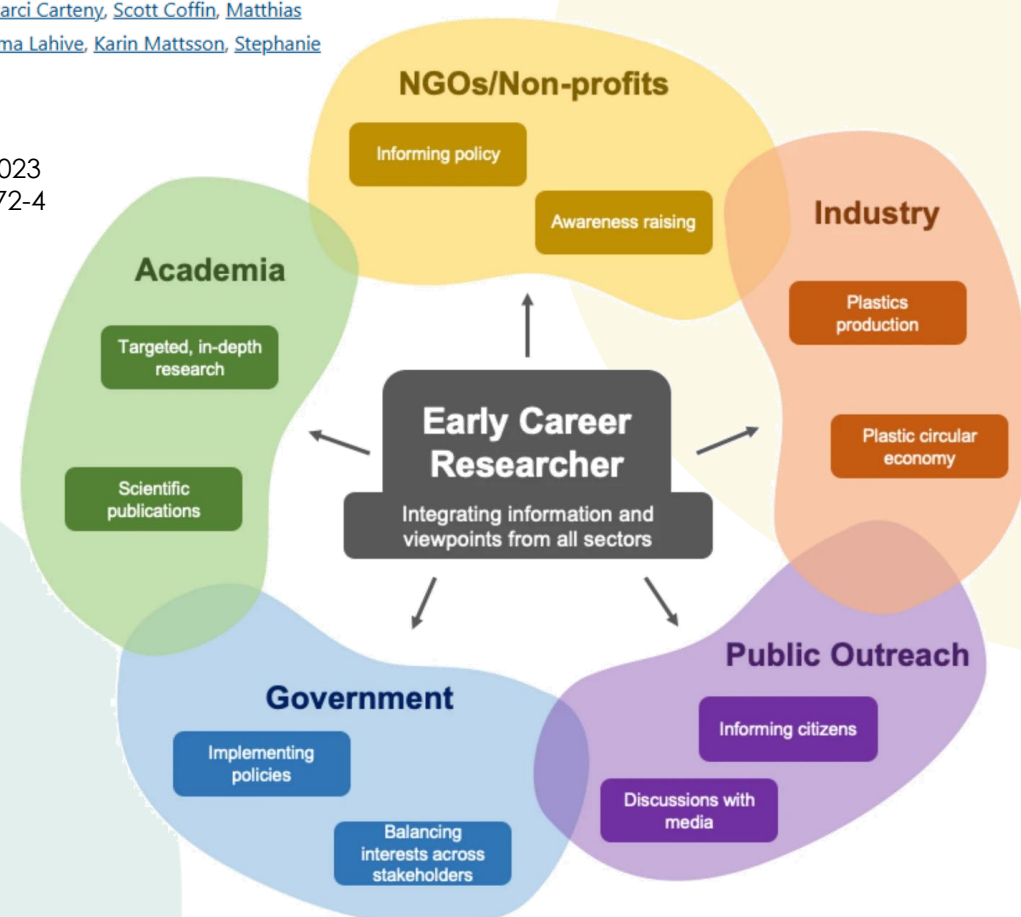 arci Carteny, Scott Coffin, Matthias
ma Lahive, Karin Mattsson, Stephanie
023
72-4
NGOs/Non-profits
Informing policy
Awareness raising
Industry
Plastics
production
Plastic circular
economy
Academia
Targeted, in-depth
research
Scientific
publications
Early Career
Researcher
Integrating information and
viewpoints from all sectors
Government
Implementing
policies
Balancing
interests across
stakeholders
Public Outreach
Informing citizens
Discussions with
media